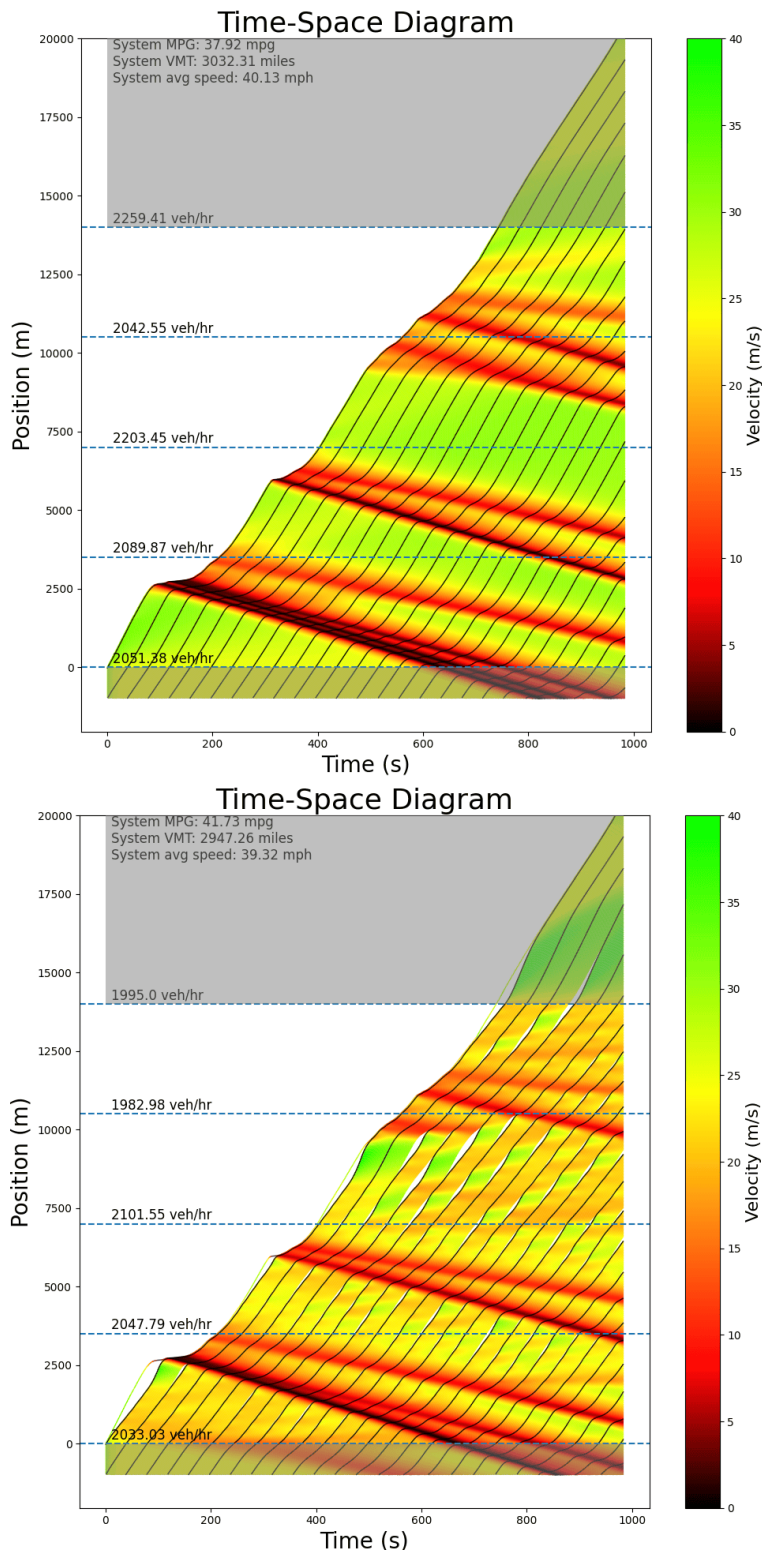 Time-Space Diagram
System MPG: 37.92 mpg
System VMT: 3032.31 miles
System avg speed: 40.13 mph
20000
17500
15000
12500
10000
7500
5000
2500
0
Position (m)
2259.41 veh/hr
2042.55 veh/hr
2203.45 veh/hr
2089.87 veh/hr
2051.38 veh/hr
0
200
400
600
800
1000
Time (s)
40
35
30
25
20
15
10
5
0
Velocity (m/s)
Time-Space Diagram
System MPG: 41.73 mpg
System VMT: 2947.26 miles
System avg speed: 39.32 mph
20000
17500
15000
12500
10000
7500
5000
2500
0
Position (m)
1995.0 veh/hr
1982.98 veh/hr
2101.55 veh/hr
2047.79 veh/hr
2033.03 veh/hr
0
200
400
600
800
1000
Time (s)
40
35
30
25
20
15
10
5
0
Velocity (m/s)